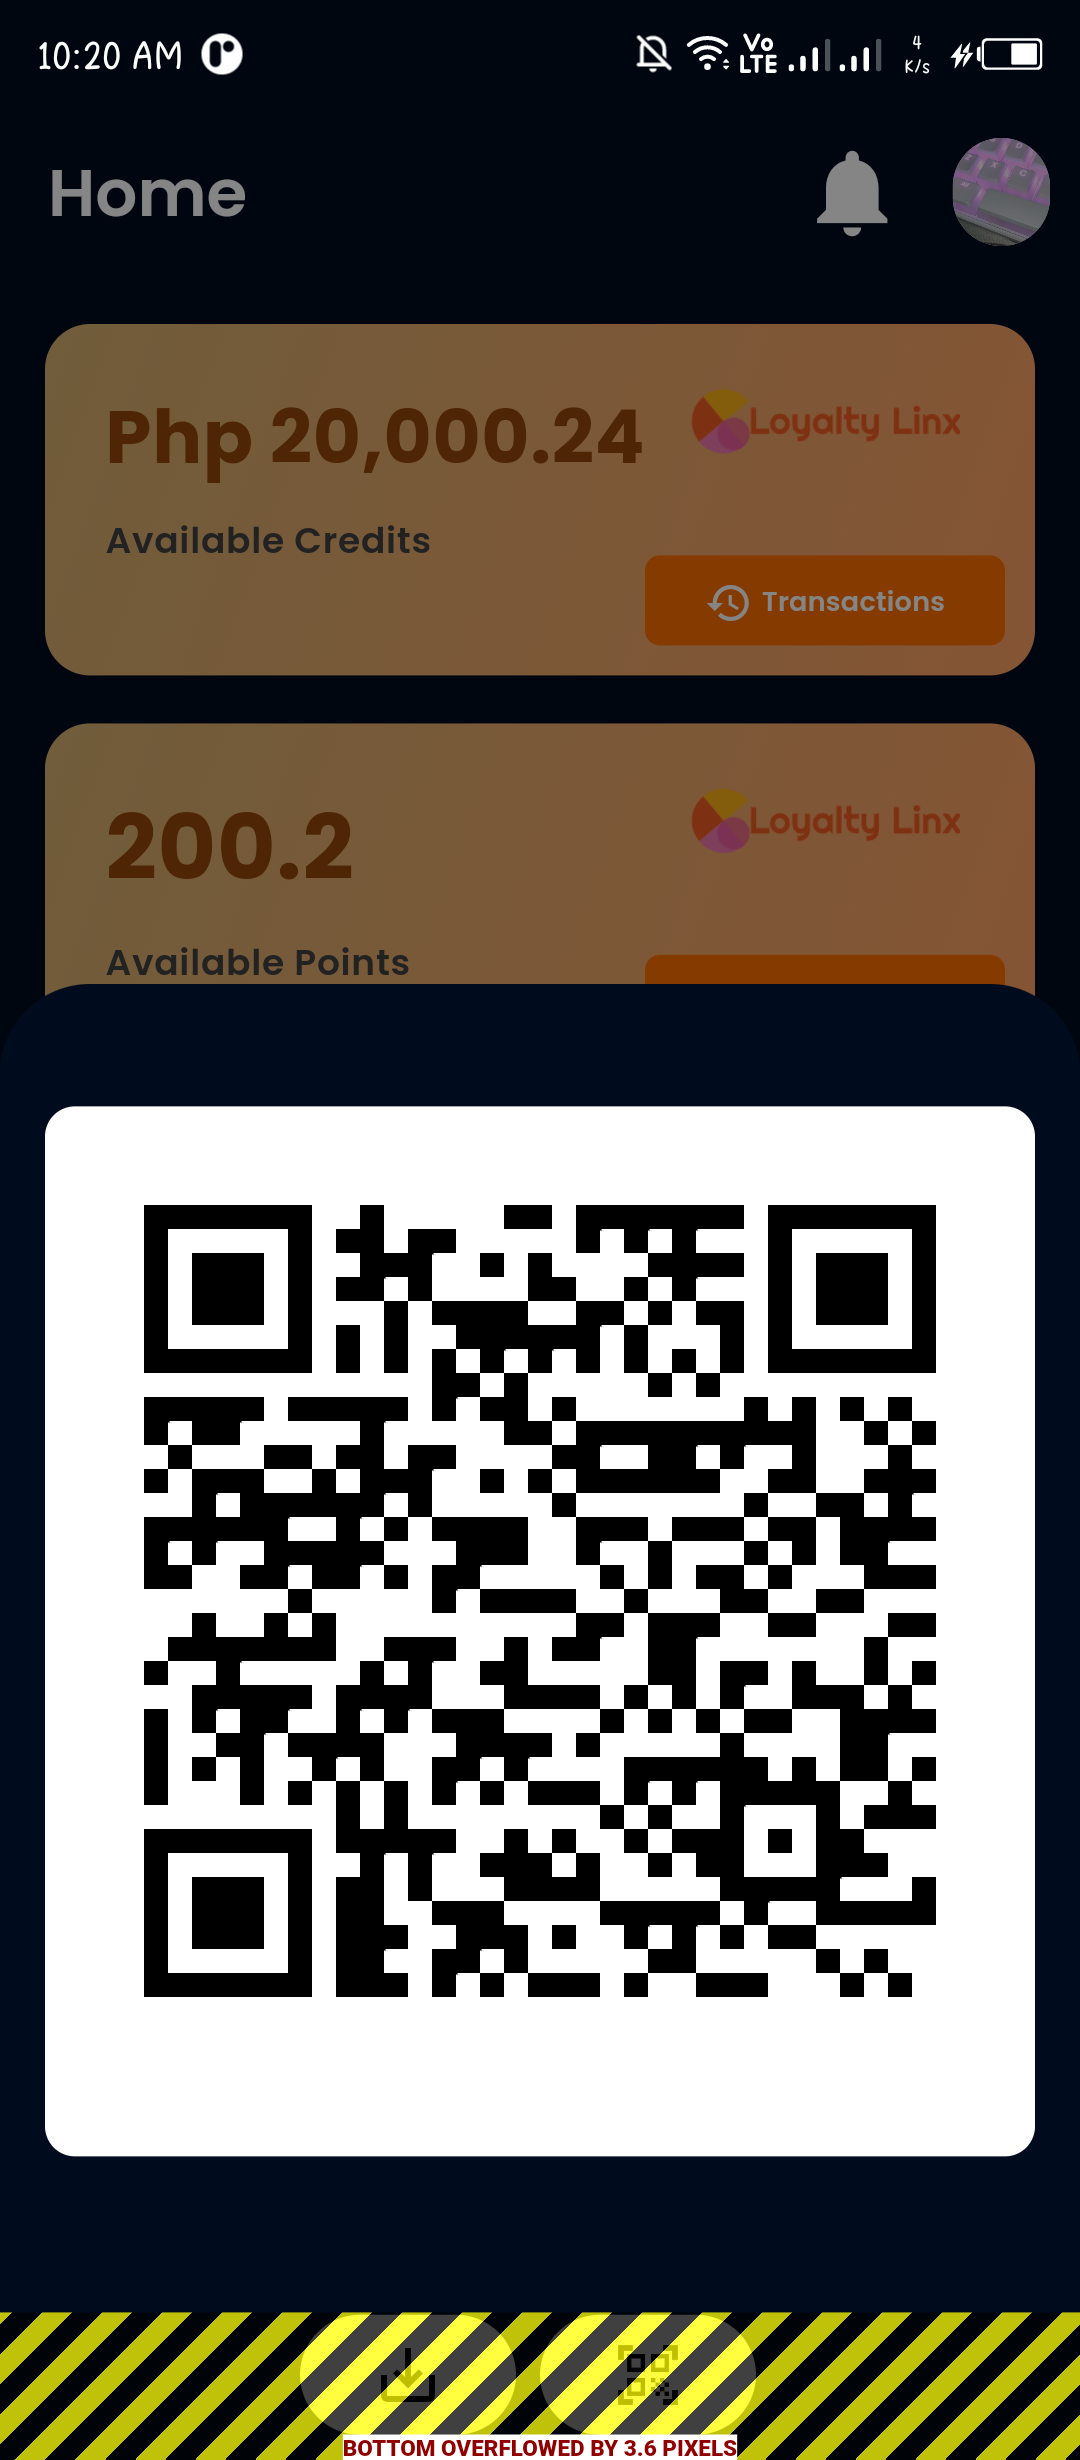 10:20 AM
Vo
LTE
4
K/s
Home
Php 20,000.24
Loyalty Linx
Available Credits
Transactions
200.2
Loyalty Linx
Available Points
BOTTOM OVERFLOWED BY 3.6 PIXELS